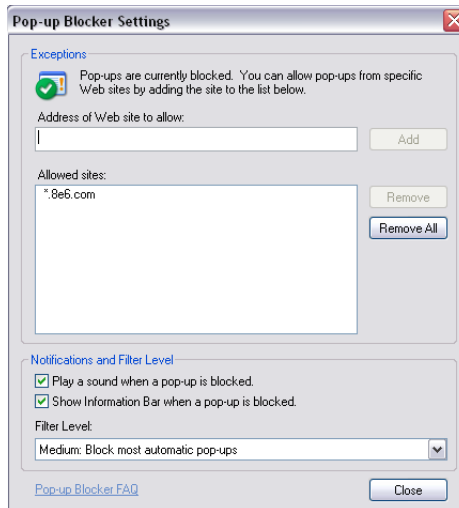 Pop-up Blocker Settings
Exceptions
Pop-ups are currently blocked. You can allow pop-ups from specific
Web sites by adding the site to the list below.
Address of Web site to allow:
Add
Allowed sites:
*.8e6.com
Remove
Remove All
Notifications and Filter Level
Play a sound when a pop-up is blocked.
Show Information Bar when a pop-up is blocked.
Filter Level:
Medium: Block most automatic pop-ups
Pop-up Blocker FAQ
Close